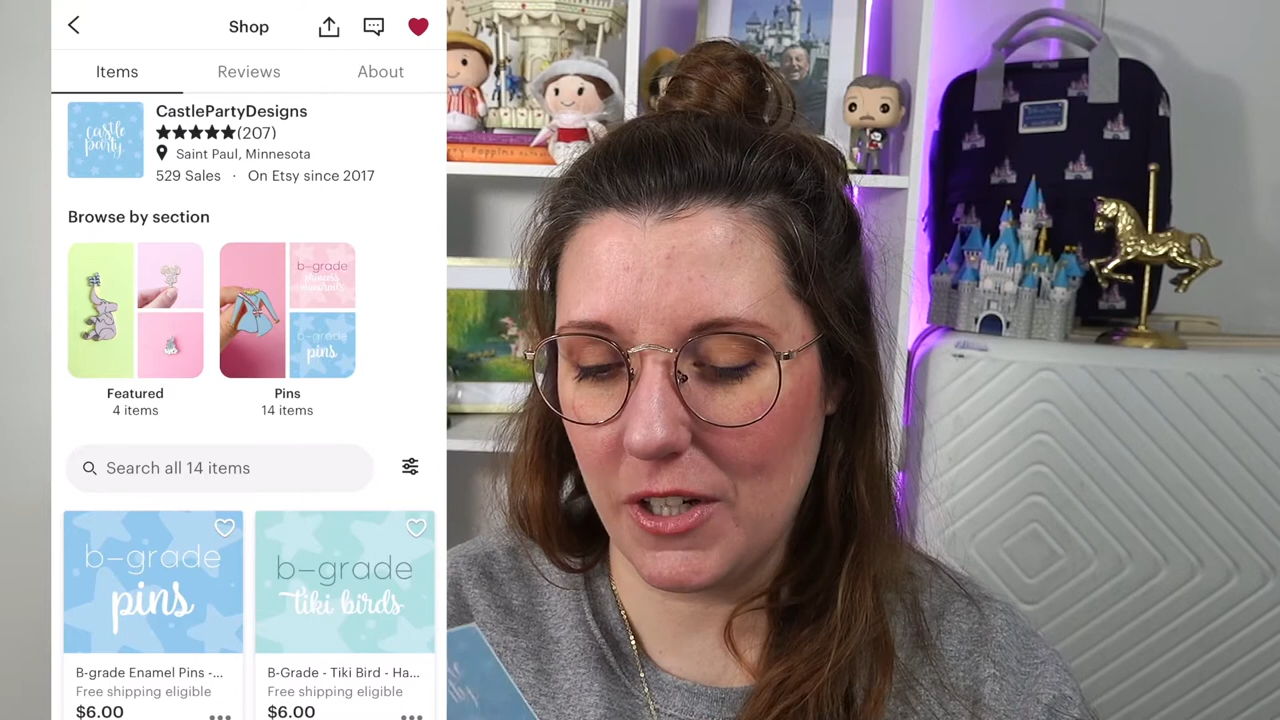 Shop
Items
Reviews
About
castle
party
CastlePartyDesigns
(207)
Saint Paul, Minnesota
529 Sales · On Etsy since 2017
Browse by section
b-grade
b-grade
pins
Featured
4 items
Pins
14 items
Search all 14 items
b-grade
pins
b-grade
tiki birds
B-grade Enamel Pins -...
Free shipping eligible
$6.00
B-Grade - Tiki Bird - Ha...
Free shipping eligible
$6.00